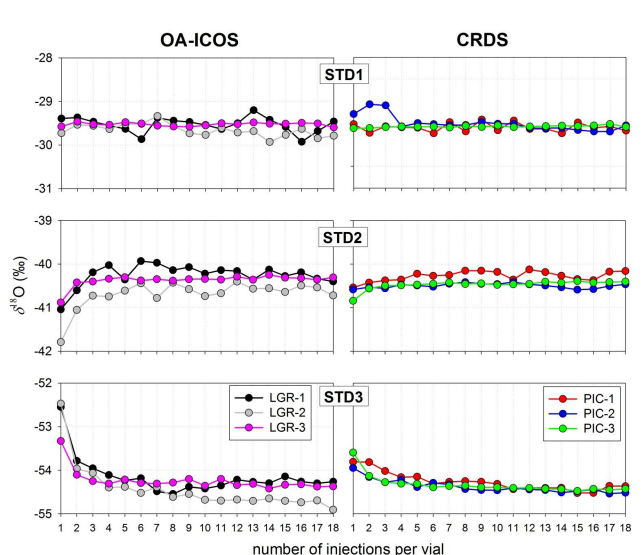 OA-ICOS CRDS
STD1
-28
-29
-30
-31
STD2
-39
-40
-41
-42
δ¹⁸O (‰)
STD3
-52
-53
-54
-55
LGR-1
LGR-2
LGR-3
PIC-1
PIC-2
PIC-3
1 2 3 4 5 6 7 8 9 10 11 12 13 14 15 16 17 18 1 2 3 4 5 6 7 8 9 10 11 12 13 14 15 16 17 18
number of injections per vial